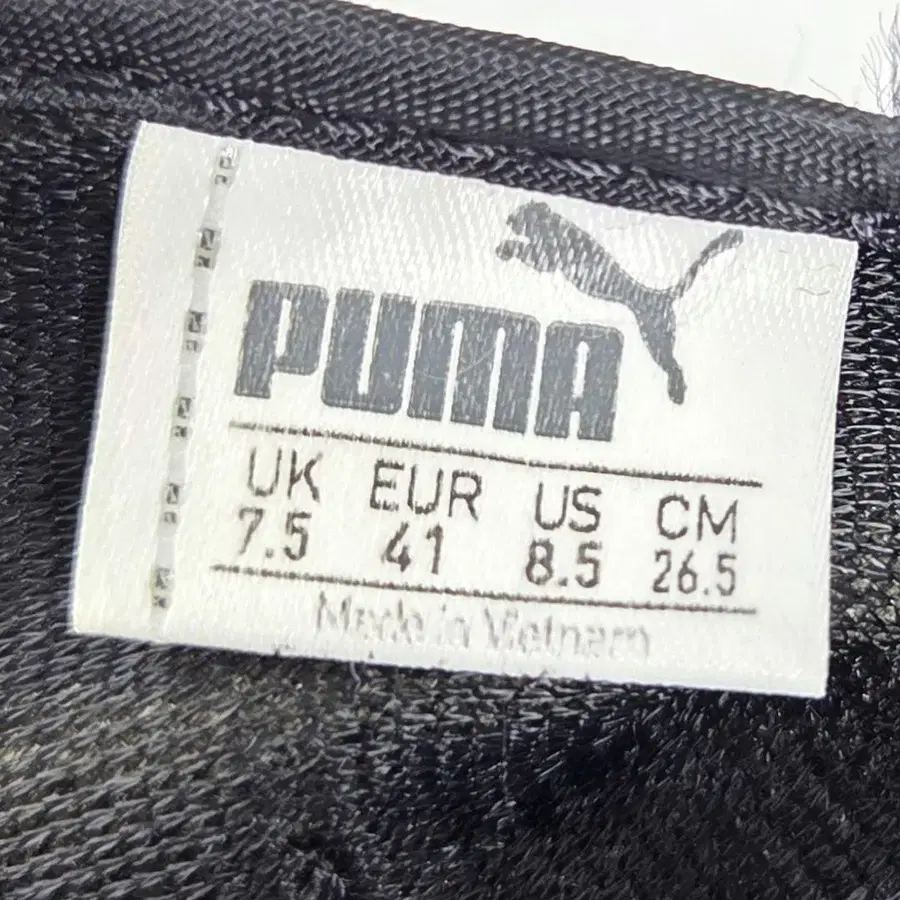 PUMA
UK EUR US CM
7.5 41 8.5 26.5
Made in Vietnam